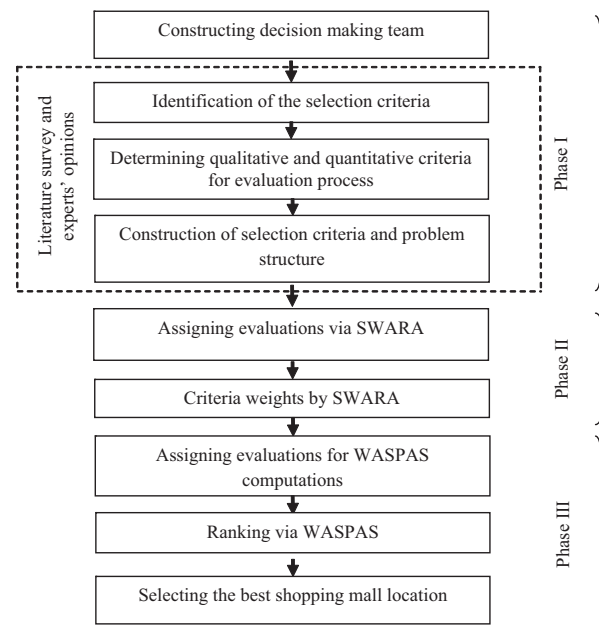 Constructing decision making team
Identification of the selection criteria
Determining qualitative and quantitative criteria
for evaluation process
Construction of selection criteria and problem
structure
Literature survey and
experts' opinions
Phase I
Assigning evaluations via SWARA
Criteria weights by SWARA
Phase II
Assigning evaluations for WASPAS
computations
Ranking via WASPAS
Selecting the best shopping mall location
Phase III